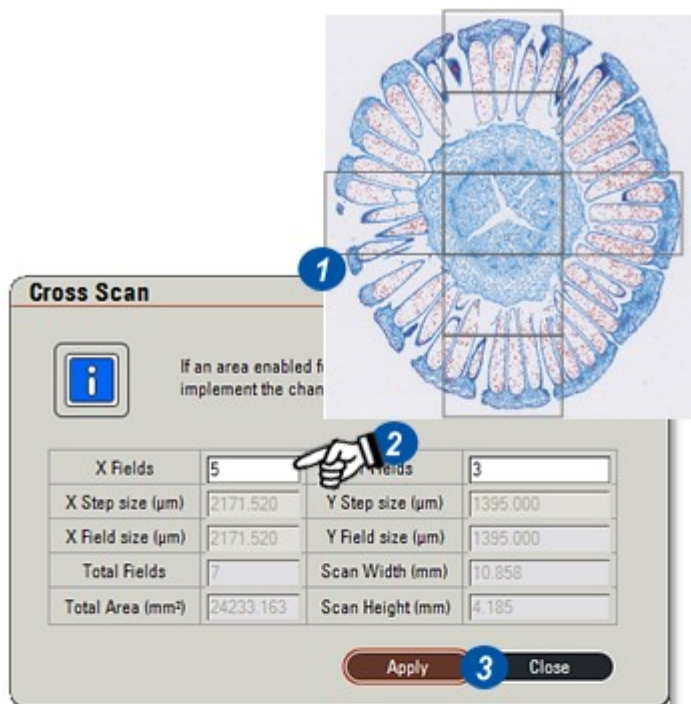 1
Cross Scan
If an area enabled
implement the
2
X Fields 5 Fields 3
X Step size (µm) 2171.520 Y Step size (µm) 1395.000
X Field size (µm) 2171.520 Y Field size (µm) 1395.000
Total Fields 7 Scan Width (mm) 10.858
Total Area (mm²) 24233.163 Scan Height (mm) 4.185
Apply 3 Close